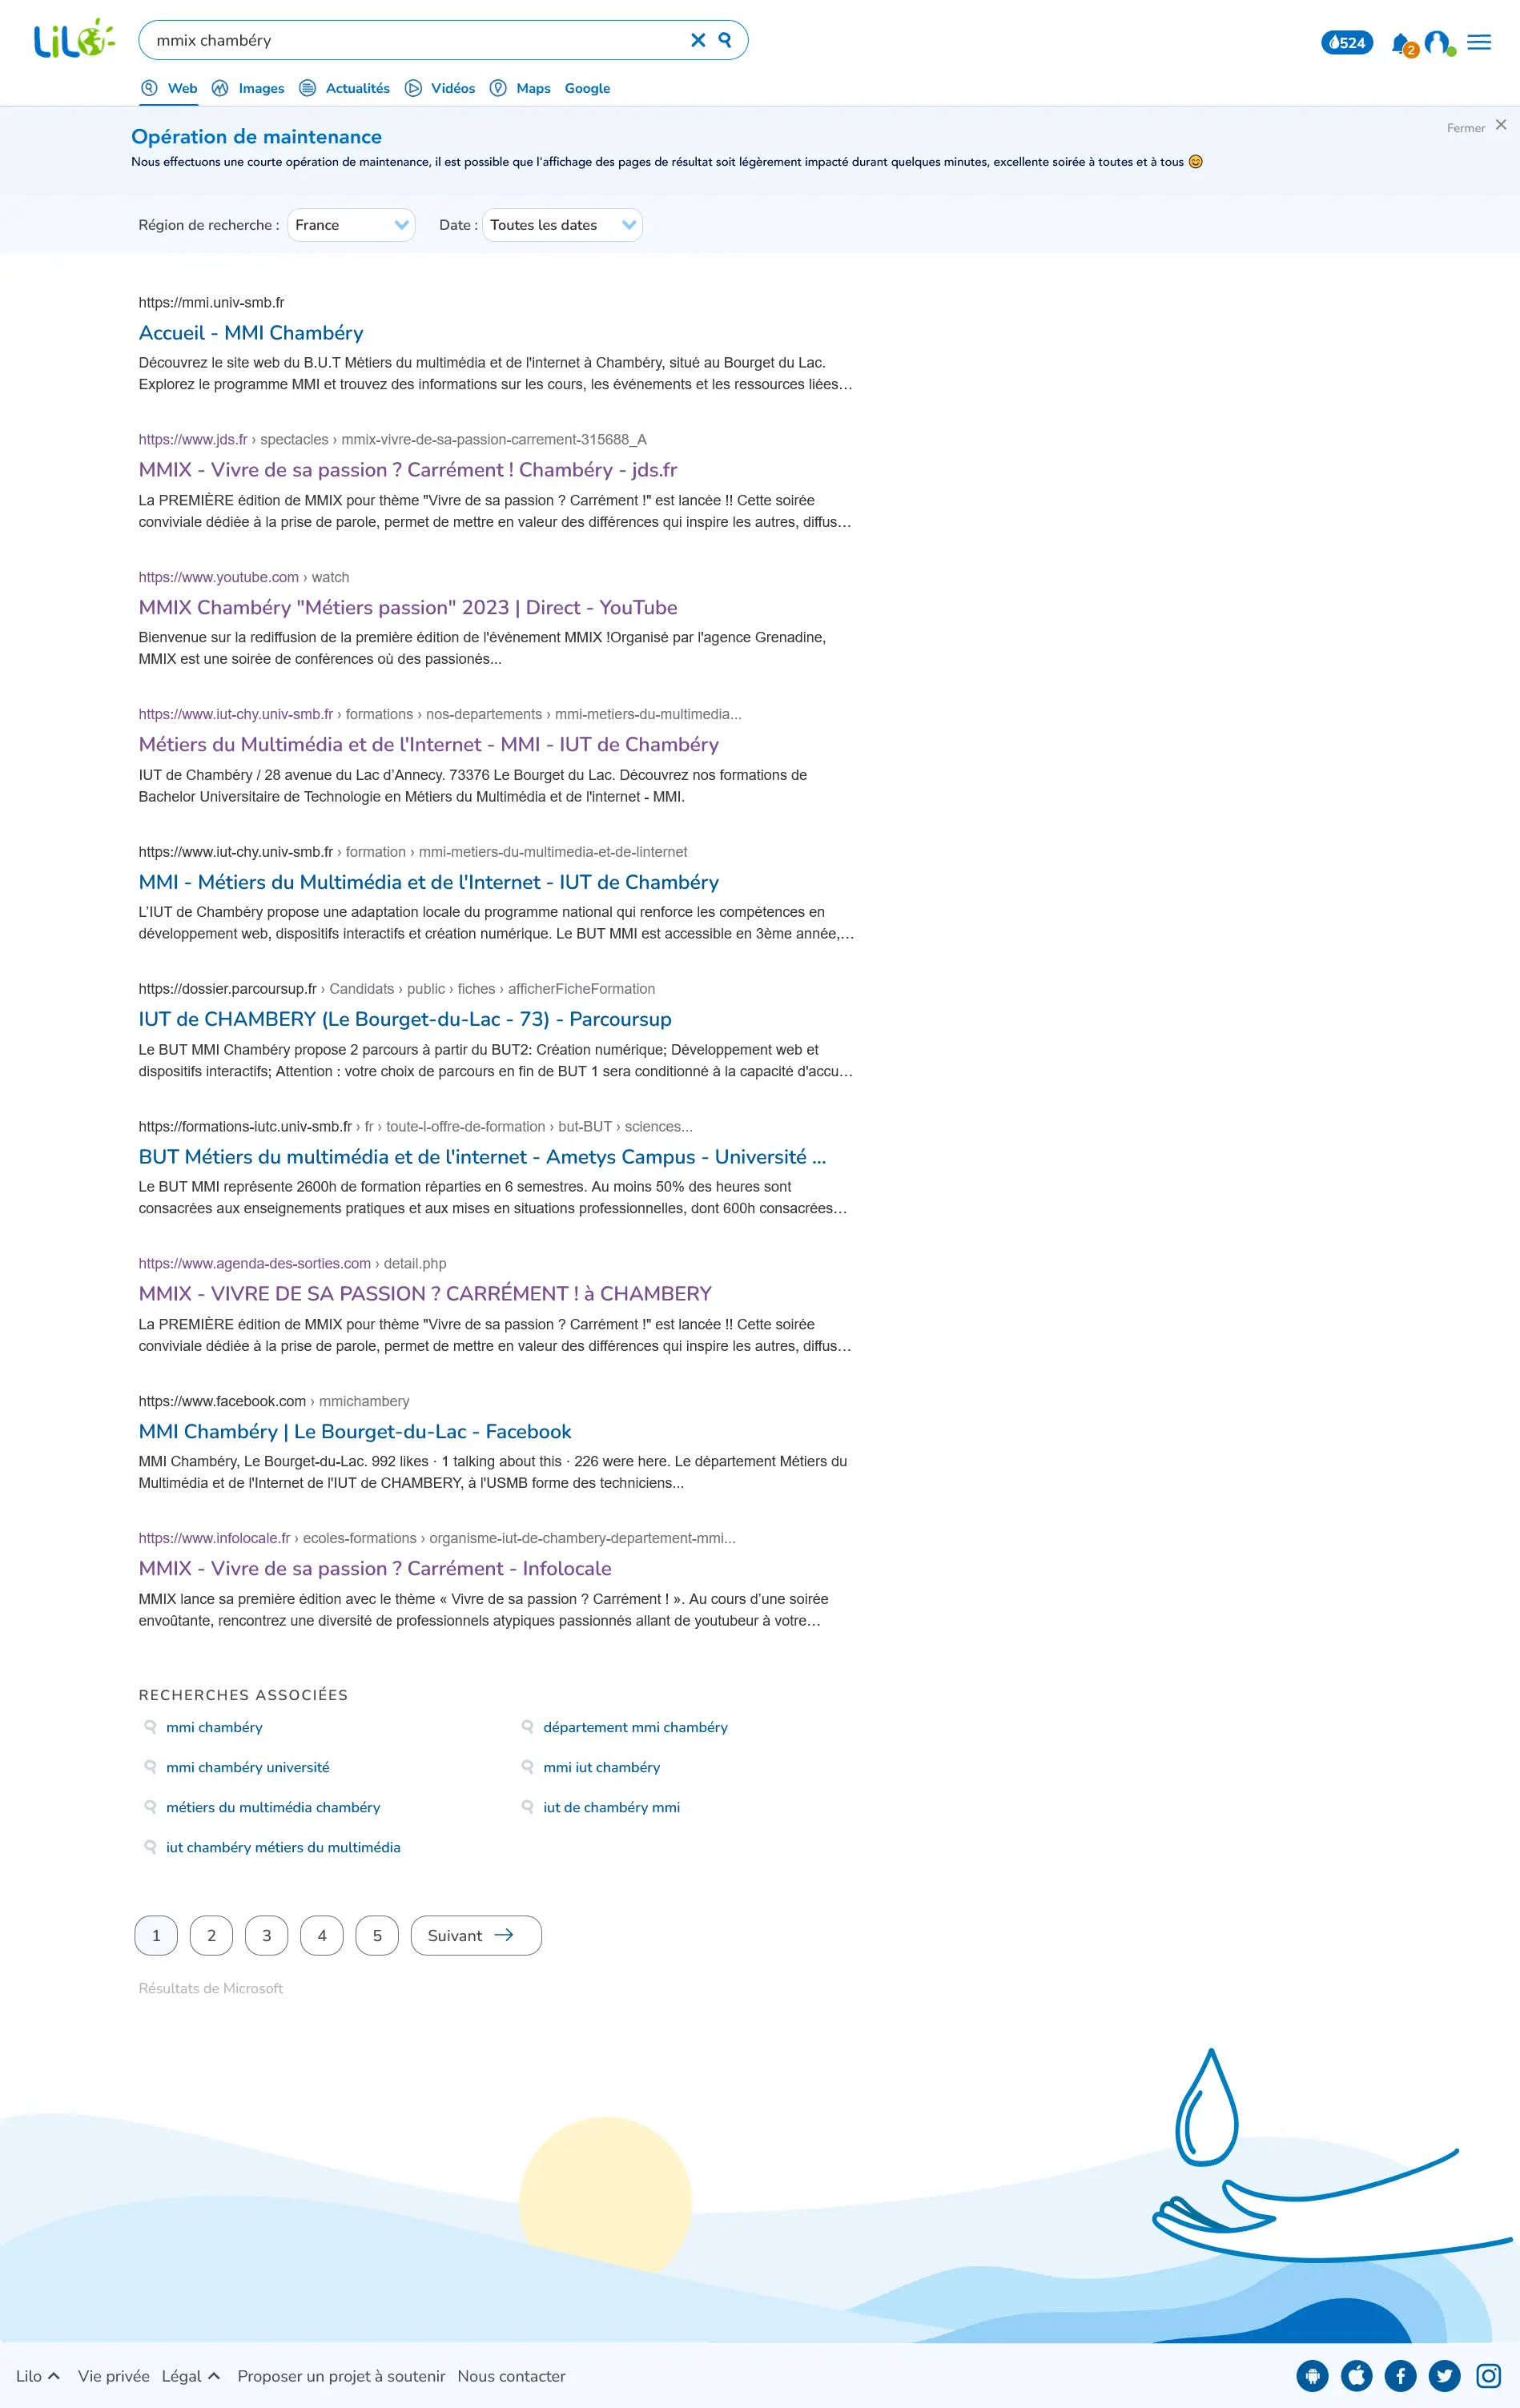 LiLO
mmix chambéry
524
2
Web Images Actualités Vidéos Maps Google
Opération de maintenance
Fermer
Nous effectuons une courte opération de maintenance, il est possible que l'affichage des pages de résultat soit légèrement impacté durant quelques minutes, excellente soirée à toutes et à tous 😊
Région de recherche : France Date : Toutes les dates
https://mmi.univ-smb.fr
Accueil - MMI Chambéry
Découvrez le site web du B.U.T Métiers du multimédia et de l'internet à Chambéry, situé au Bourget du Lac.
Explorez le programme MMI et trouvez des informations sur les cours, les événements et les ressources liées…
https://www.jds.fr › spectacles › mmix-vivre-de-sa-passion-carrement-315688_A
MMIX - Vivre de sa passion ? Carrément ! Chambéry - jds.fr
La PREMIÈRE édition de MMIX pour thème "Vivre de sa passion ? Carrément !" est lancée !! Cette soirée
conviviale dédiée à la prise de parole, permet de mettre en valeur des différences qui inspire les autres, diffus…
https://www.youtube.com › watch
MMIX Chambéry "Métiers passion" 2023 | Direct - YouTube
Bienvenue sur la rediffusion de la première édition de l'événement MMIX !Organisé par l'agence Grenadine,
MMIX est une soirée de conférences où des passionés...
https://www.iut-chy.univ-smb.fr › formations › nos-departements › mmi-metiers-du-multimedia...
Métiers du Multimédia et de l'Internet - MMI - IUT de Chambéry
IUT de Chambéry / 28 avenue du Lac d’Annecy. 73376 Le Bourget du Lac. Découvrez nos formations de
Bachelor Universitaire de Technologie en Métiers du Multimédia et de l'internet - MMI.
https://www.iut-chy.univ-smb.fr › formation › mmi-metiers-du-multimedia-et-de-linternet
MMI - Métiers du Multimédia et de l'Internet - IUT de Chambéry
L’IUT de Chambéry propose une adaptation locale du programme national qui renforce les compétences en
développement web, dispositifs interactifs et création numérique. Le BUT MMI est accessible en 3ème année,…
https://dossier.parcoursup.fr › Candidats › public › fiches › afficherFicheFormation
IUT de CHAMBERY (Le Bourget-du-Lac - 73) - Parcoursup
Le BUT MMI Chambéry propose 2 parcours à partir du BUT2: Création numérique; Développement web et
dispositifs interactifs; Attention : votre choix de parcours en fin de BUT 1 sera conditionné à la capacité d'accu…
https://formations-iutc.univ-smb.fr › fr › toute-l-offre-de-formation › but-BUT › sciences...
BUT Métiers du multimédia et de l'internet - Ametys Campus - Université ...
Le BUT MMI représente 2600h de formation réparties en 6 semestres. Au moins 50% des heures sont
consacrées aux enseignements pratiques et aux mises en situations professionnelles, dont 600h consacrées…
https://www.agenda-des-sorties.com › detail.php
MMIX - VIVRE DE SA PASSION ? CARRÉMENT ! à CHAMBERY
La PREMIÈRE édition de MMIX pour thème "Vivre de sa passion ? Carrément !" est lancée !! Cette soirée
conviviale dédiée à la prise de parole, permet de mettre en valeur des différences qui inspire les autres, diffus…
https://www.facebook.com › mmichambery
MMI Chambéry | Le Bourget-du-Lac - Facebook
MMI Chambéry, Le Bourget-du-Lac. 992 likes · 1 talking about this · 226 were here. Le département Métiers du
Multimédia et de l'Internet de l'IUT de CHAMBERY, à l'USMB forme des techniciens...
https://www.infolocale.fr › ecoles-formations › organisme-iut-de-chambery-departement-mmi...
MMIX - Vivre de sa passion ? Carrément - Infolocale
MMIX lance sa première édition avec le thème « Vivre de sa passion ? Carrément ! ». Au cours d’une soirée
envoûtante, rencontrez une diversité de professionnels atypiques passionnés allant de youtubeur à votre…
RECHERCHES ASSOCIÉES
mmi chambéry département mmi chambéry
mmi chambéry université mmi iut chambéry
métiers du multimédia chambéry iut de chambéry mmi
iut chambéry métiers du multimédia
1 2 3 4 5 Suivant
Résultats de Microsoft
Lilo Vie privée Légal Proposer un projet à soutenir Nous contacter